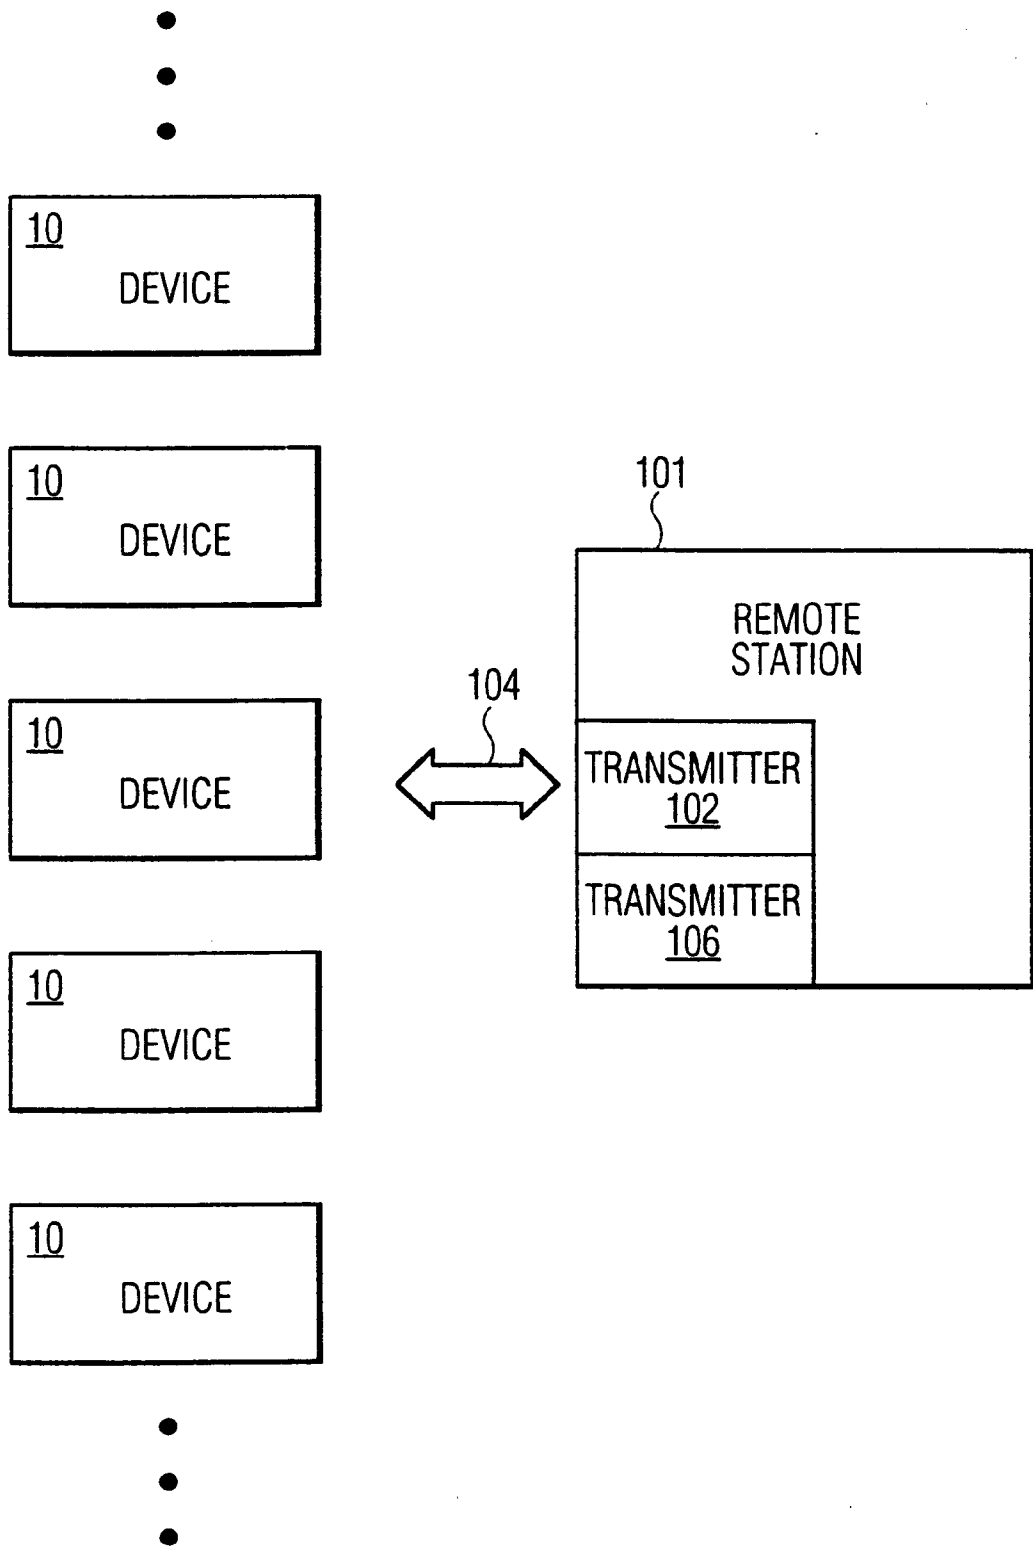 10
DEVICE
10
DEVICE
10
DEVICE
10
DEVICE
10
DEVICE
104
101
REMOTE
STATION
TRANSMITTER
102
TRANSMITTER
106